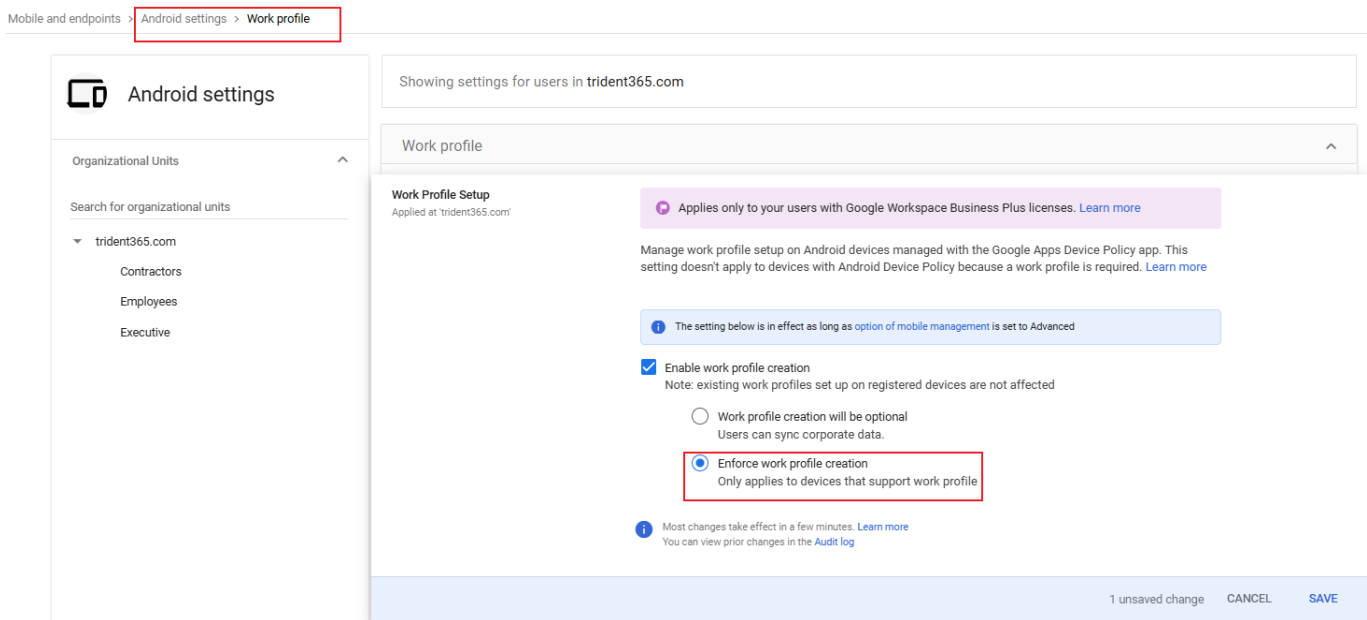 Mobile and endpoints > Android settings > Work profile
Android settings
Showing settings for users in trident365.com
Organizational Units
Work profile
Search for organizational units
trident365.com
Contractors
Employees
Executive
Work Profile Setup
Applied at 'trident365.com'
Applies only to your users with Google Workspace Business Plus licenses. Learn more
Manage work profile setup on Android devices managed with the Google Apps Device Policy app. This
setting doesn't apply to devices with Android Device Policy because a work profile is required. Learn more
The setting below is in effect as long as option of mobile management is set to Advanced
Enable work profile creation
Note: existing work profiles set up on registered devices are not affected
Work profile creation will be optional
Users can sync corporate data.
Enforce work profile creation
Only applies to devices that support work profile
Most changes take effect in a few minutes. Learn more
You can view prior changes in the Audit log
1 unsaved change CANCEL SAVE